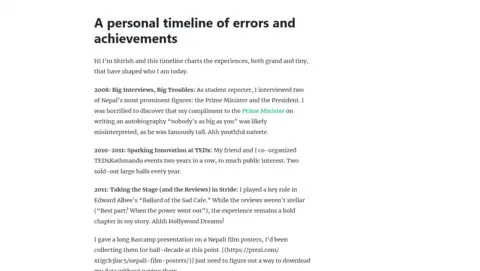 A personal timeline of errors and
achievements
Hi I'm Shirish and this timeline charts the experiences, both grand and tiny,
that have shaped who I am today.
2008: Big Interviews, Big Troubles: As student reporter, I interviewed two
of Nepal's most prominent figures: the Prime Minister and the President. I
was horrified to discover that my compliment to the Prime Minister on
writing an autobiography "nobody's as big as you" was likely
misinterpreted, as he was famously tall. Ahh youthful naivete.
2010-2011: Sparking Innovation at TEDx: My friend and I co-organized
TEDxKathmandu events two years in a row, to much public interest. Two
sold-out large halls every year.
2011: Taking the Stage (and the Reviews) in Stride: I played a key role in
Edward Albee's "Ballard of the Sad Cafe." While the reviews weren't stellar
("Best part? When the power went out"), the experience remains a bold
chapter in my story. Ahhh Hollywood Dreams!
I gave a long Barcamp presentation on a Nepali film posters, I'd been
collecting them for half-decade at this point. [(https://prezi.com/
xtigclcjiuc5/nepali-film-posters/)] just need to figure out a way to download
my data without paying them